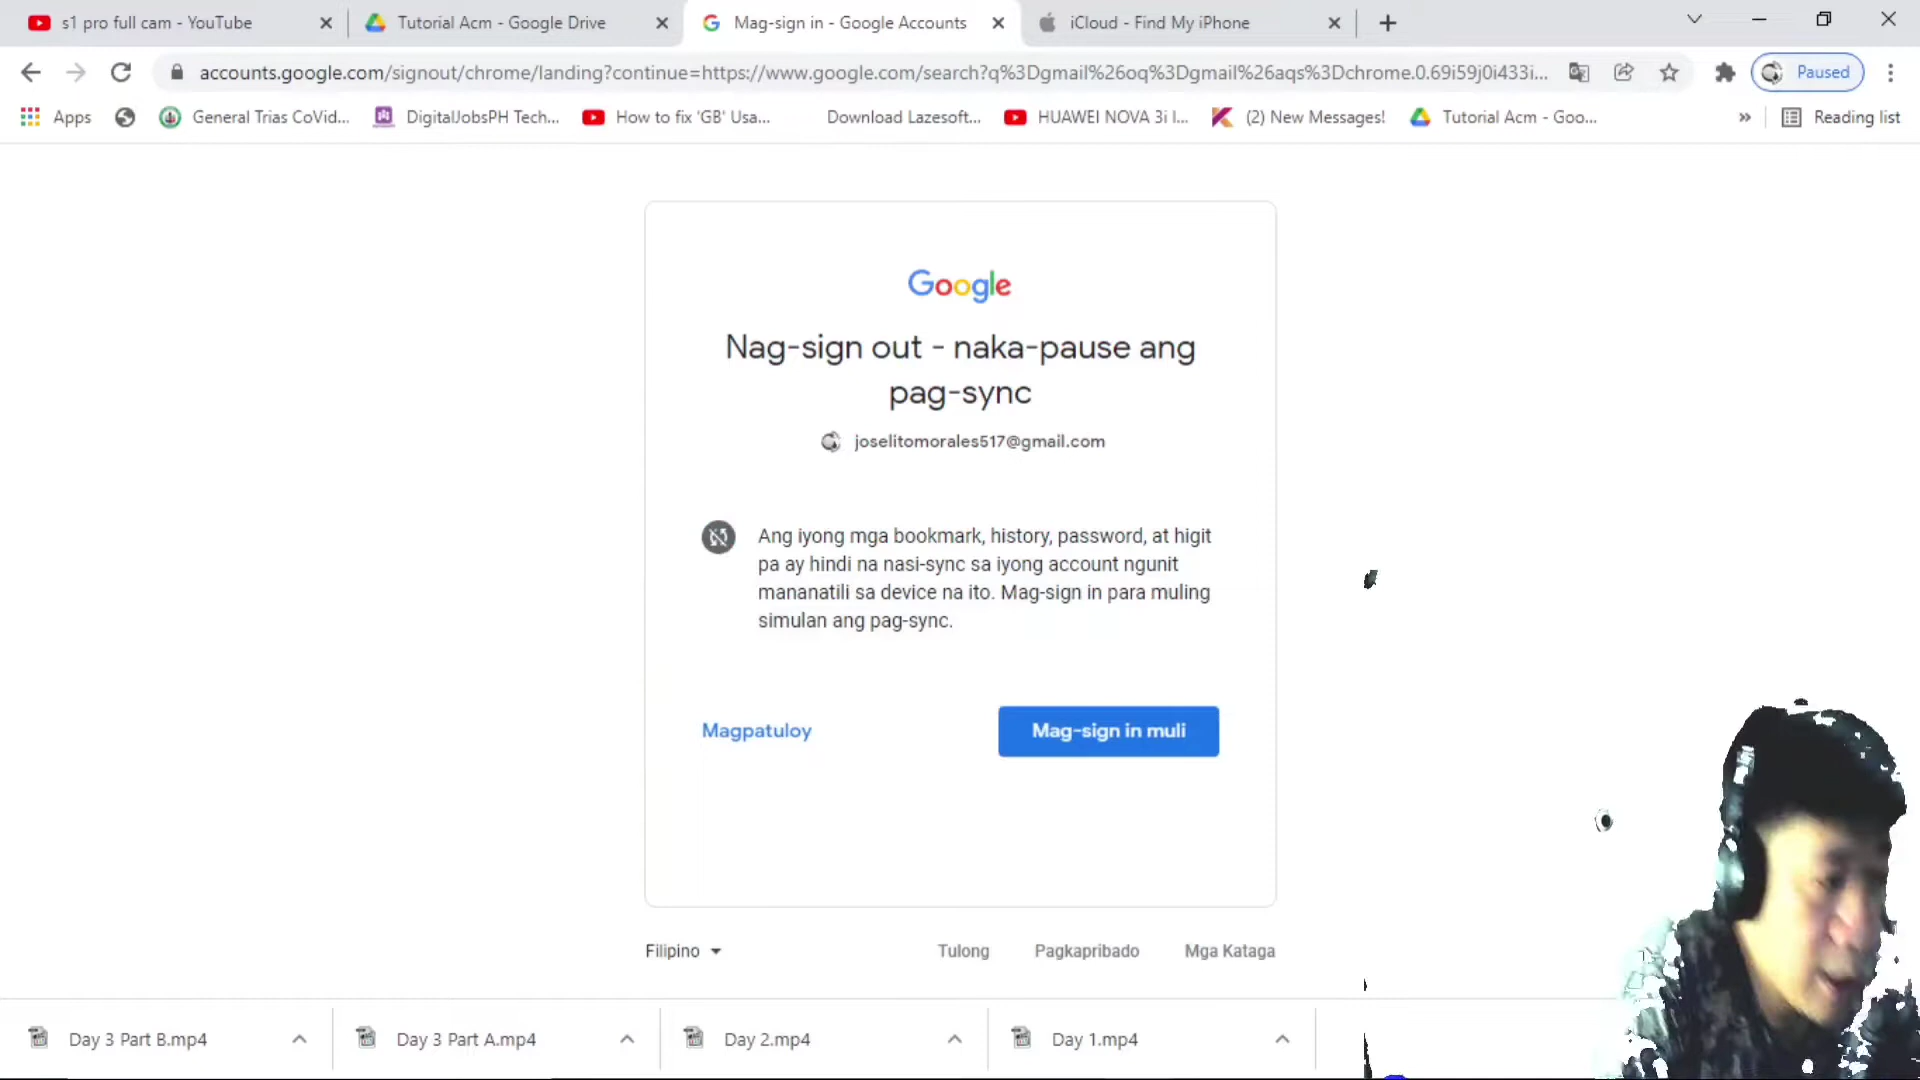 s1 pro full cam - YouTube
Tutorial Acm - Google Drive
Mag-sign in - Google Accounts
iCloud - Find My iPhone
accounts.google.com/signout/chrome/landing?continue=https://www.google.com/search?q%3Dgmail%26oq%3Dgmail%26aqs%3Dchrome.0.69i59j0i433i...
Paused
Apps
General Trias CoVid...
DigitalJobsPH Tech...
How to fix 'GB' Usa...
Download Lazesoft...
HUAWEI NOVA 3i I...
(2) New Messages!
Tutorial Acm - Goo...
»
Reading list
Google
Nag-sign out - naka-pause ang
pag-sync
joselitomorales517@gmail.com
Ang iyong mga bookmark, history, password, at higit
pa ay hindi na nasi-sync sa iyong account ngunit
mananatili sa device na ito. Mag-sign in para muling
simulan ang pag-sync.
Magpatuloy
Mag-sign in muli
Filipino
Tulong
Pagkapribado
Mga Kataga
Day 3 Part B.mp4
Day 3 Part A.mp4
Day 2.mp4
Day 1.mp4